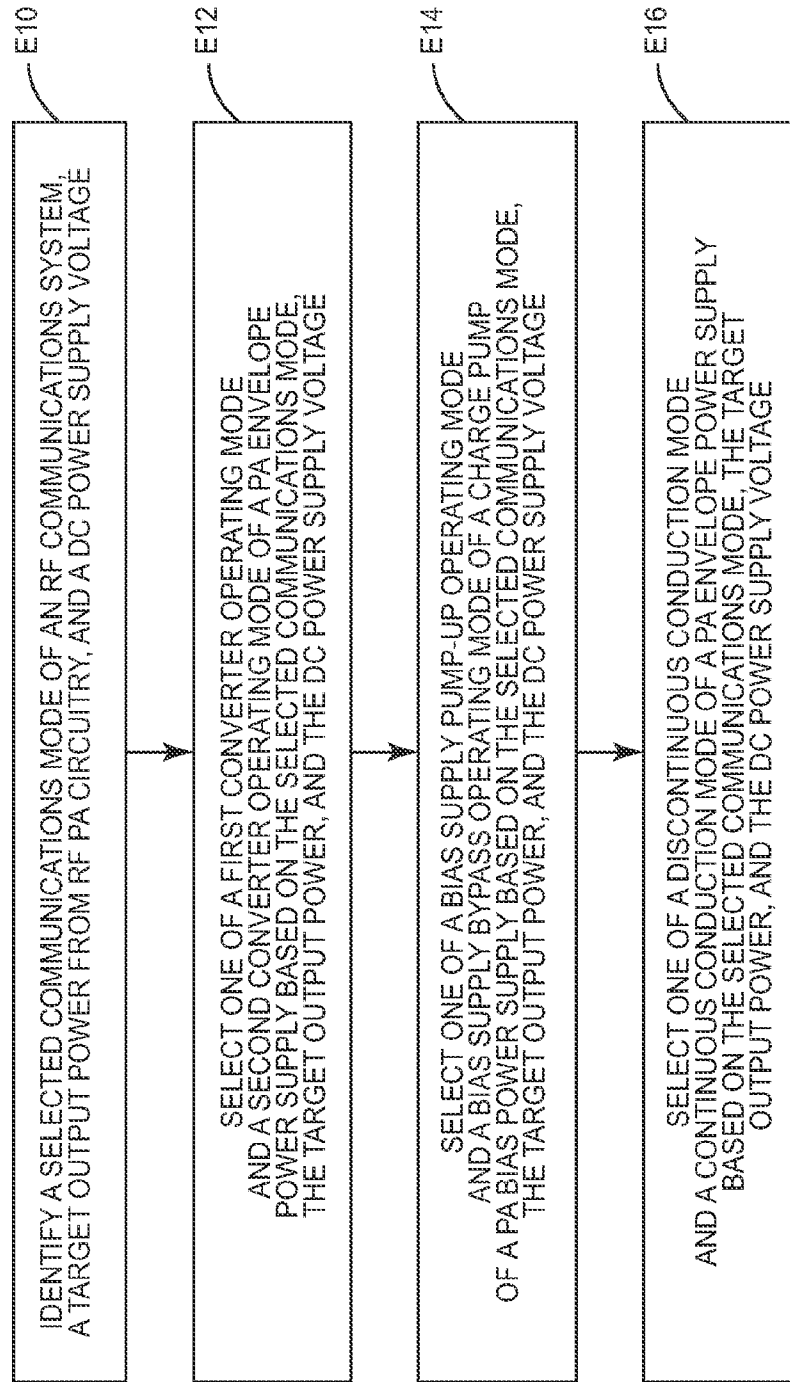 IDENTIFY A SELECTED COMMUNICATIONS MODE OF AN RF COMMUNICATIONS SYSTEM,
A TARGET OUTPUT POWER FROM RF PA CIRCUITRY, AND A DC POWER SUPPLY VOLTAGE
E10
SELECT ONE OF A FIRST CONVERTER OPERATING MODE
AND A SECOND CONVERTER OPERATING MODE OF A PA ENVELOPE
POWER SUPPLY BASED ON THE SELECTED COMMUNICATIONS MODE,
THE TARGET OUTPUT POWER, AND THE DC POWER SUPPLY VOLTAGE
E12
SELECT ONE OF A BIAS SUPPLY PUMP-UP OPERATING MODE
AND A BIAS SUPPLY BYPASS OPERATING MODE OF A CHARGE PUMP
OF A PA BIAS POWER SUPPLY BASED ON THE SELECTED COMMUNICATIONS MODE,
THE TARGET OUTPUT POWER, AND THE DC POWER SUPPLY VOLTAGE
E14
SELECT ONE OF A DISCONTINUOUS CONDUCTION MODE
AND A CONTINUOUS CONDUCTION MODE OF A PA ENVELOPE POWER SUPPLY
BASED ON THE SELECTED COMMUNICATIONS MODE, THE TARGET
OUTPUT POWER, AND THE DC POWER SUPPLY VOLTAGE
E16